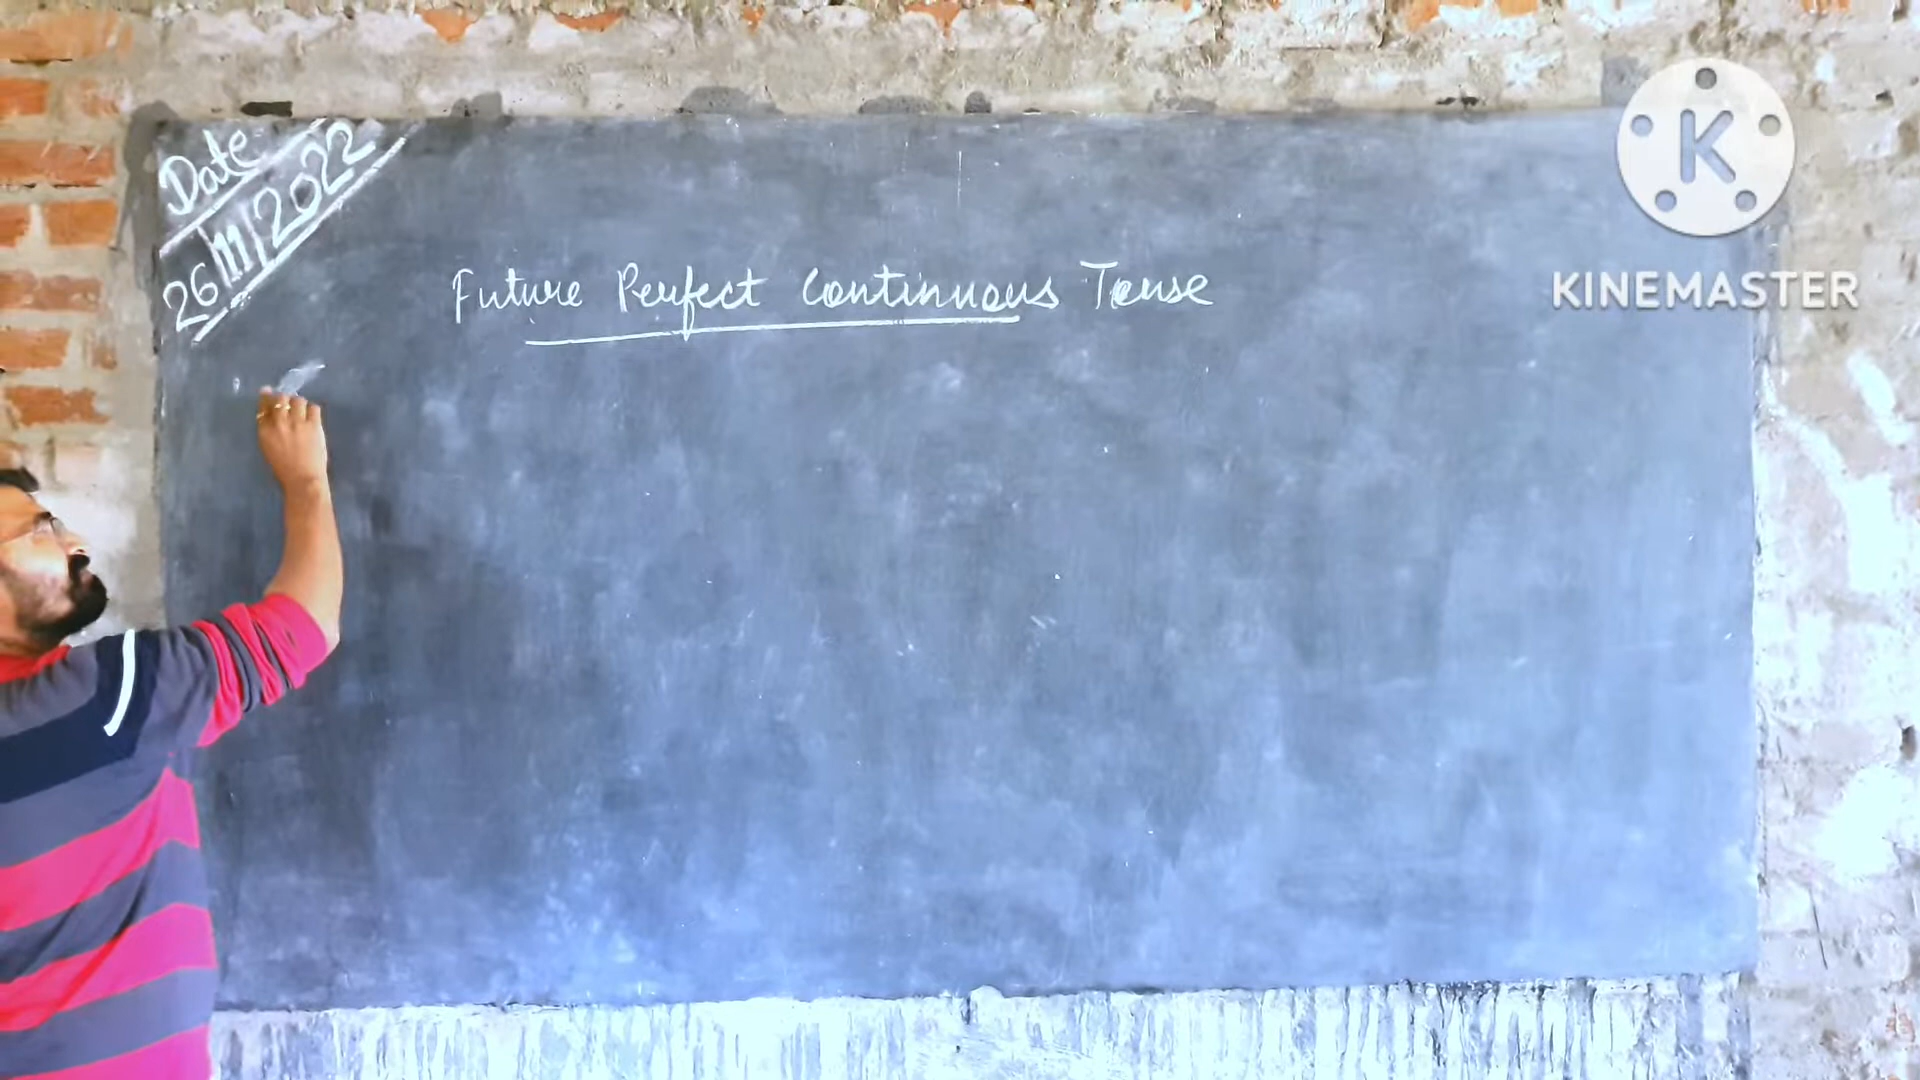 Date
26/11/2022
Future Perfect Continuous Tense
K
KINEMASTER